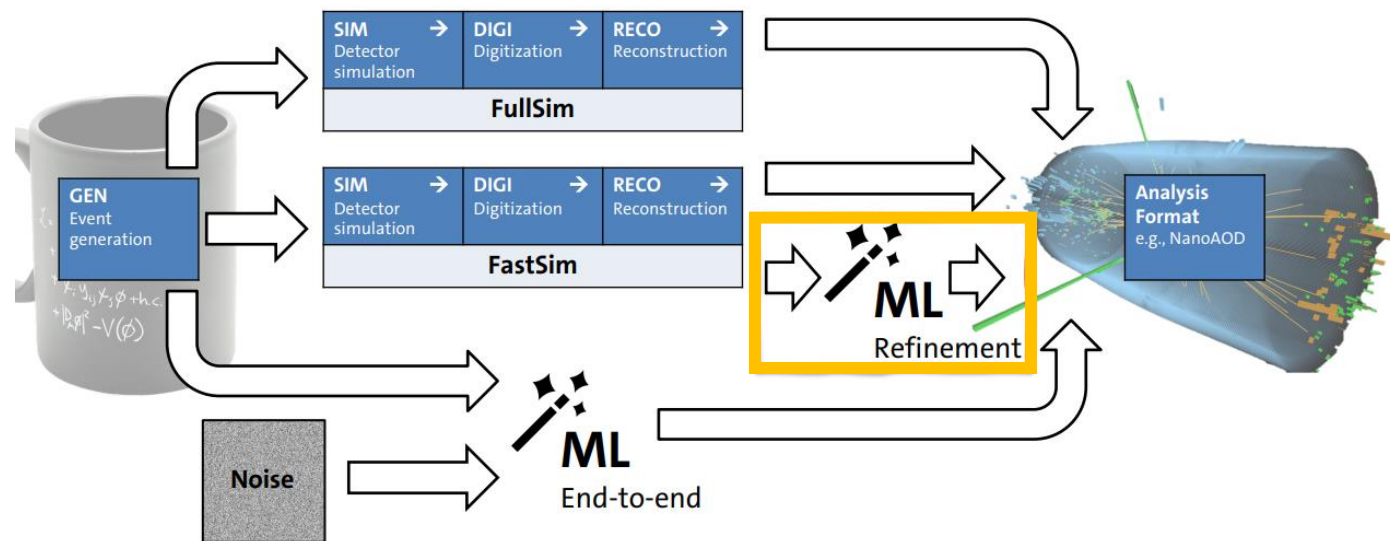 SIM →
Detector
simulation
DIGI →
Digitization
RECO →
Reconstruction
FullSim
GEN
Event
generation
SIM →
Detector
simulation
DIGI →
Digitization
RECO →
Reconstruction
FastSim
ML
Refinement
Analysis
Format
e.g., NanoAOD
+ h.c.
-V(φ)
Noise
ML
End-to-end